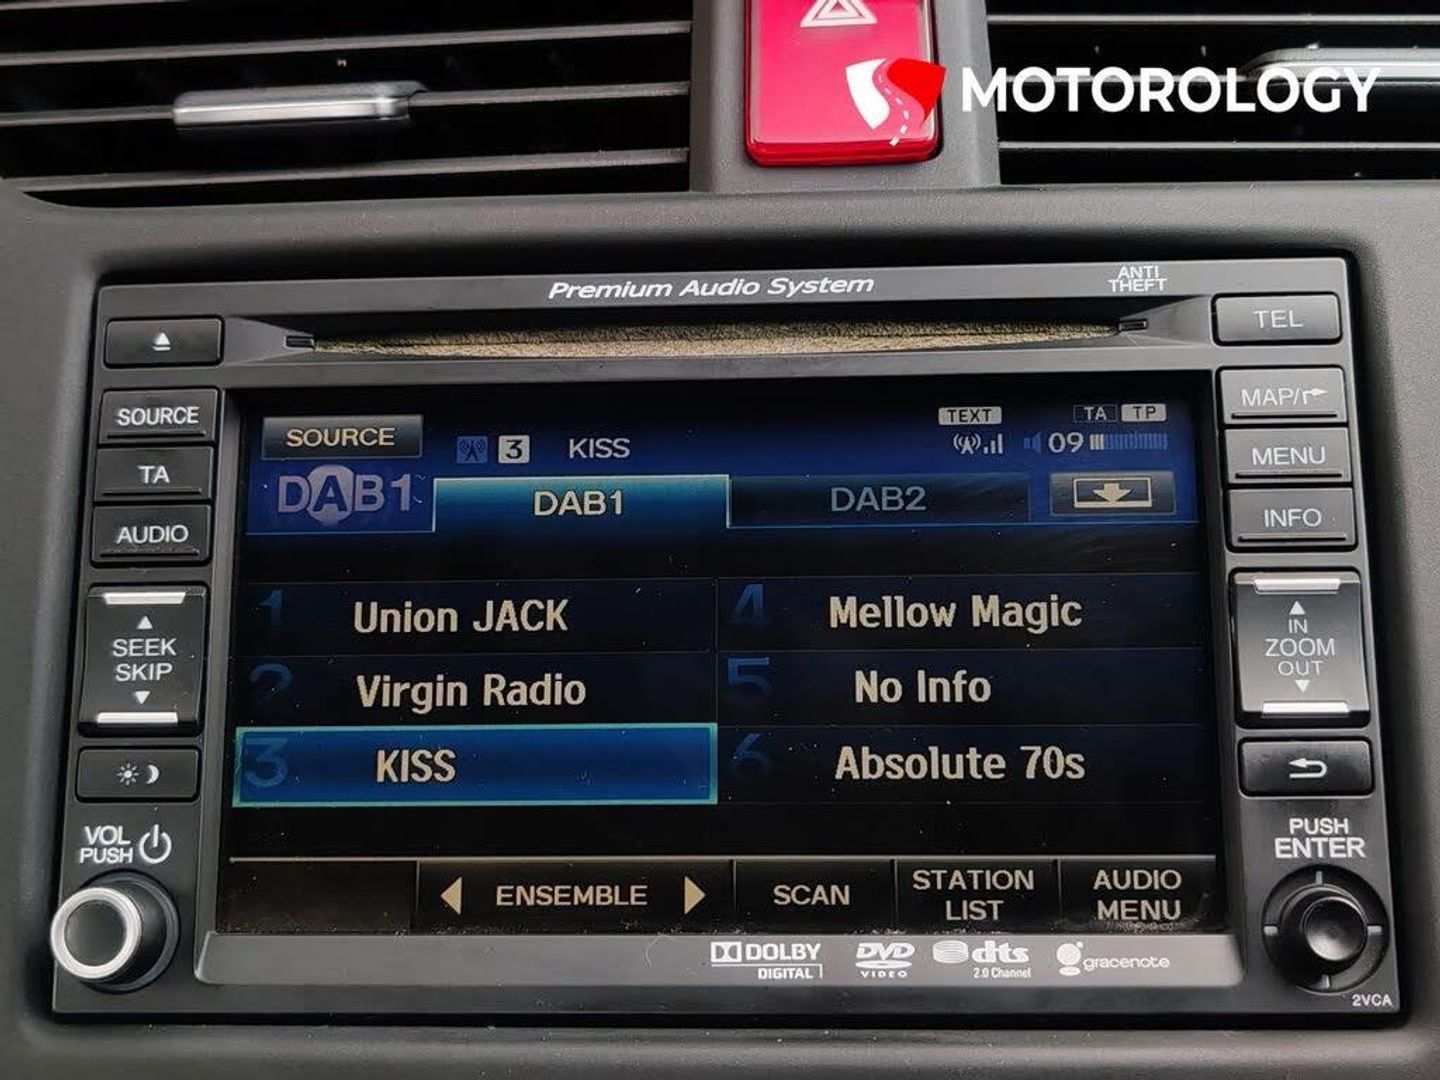 MOTOROLOGY
Premium Audio System
ANTI
THEFT
TEL
SOURCE
TA
AUDIO
SEEK
SKIP
VOL
PUSH
MAP/
MENU
INFO
IN
ZOOM
OUT
PUSH
ENTER
SOURCE
3 KISS
TEXT
TA TP
09
DAB1
DAB1
DAB2
1 Union JACK
2 Virgin Radio
3 KISS
4 Mellow Magic
5 No Info
6 Absolute 70s
ENSEMBLE
SCAN
STATION
LIST
AUDIO
MENU
DOLBY
DIGITAL
DVD
VIDEO
dts
2.0 Channel
gracenote
2VCA